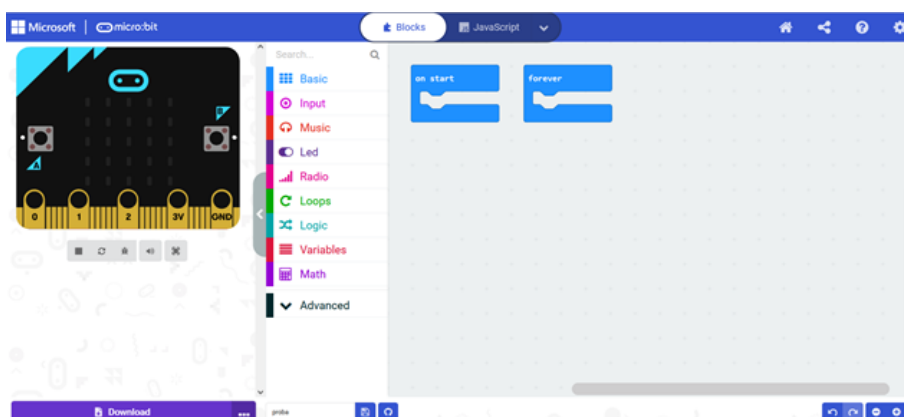 Microsoft | micro:bit
Blocks
JavaScript
Search...
Basic
Input
Music
Led
Radio
Loops
Logic
Variables
Math
Advanced
on start
forever
A
B
0 1 2 3V GND
Download
...
proba